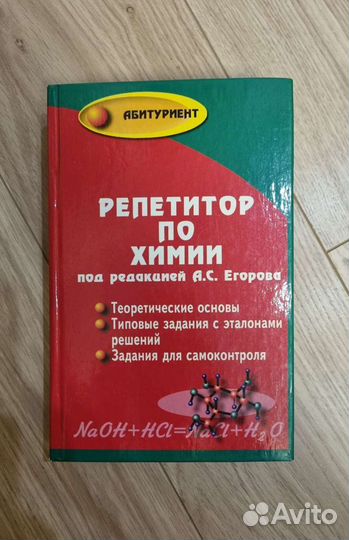 АБИТУРИЕНТ
РЕПЕТИТОР
ПО
ХИМИИ
под редакцией А.С. Егорова
Теоретические основы
Типовые задания с эталонами
решений
Задания для самоконтроля
NaOH+HCl=NaCl+H₂O
Avito